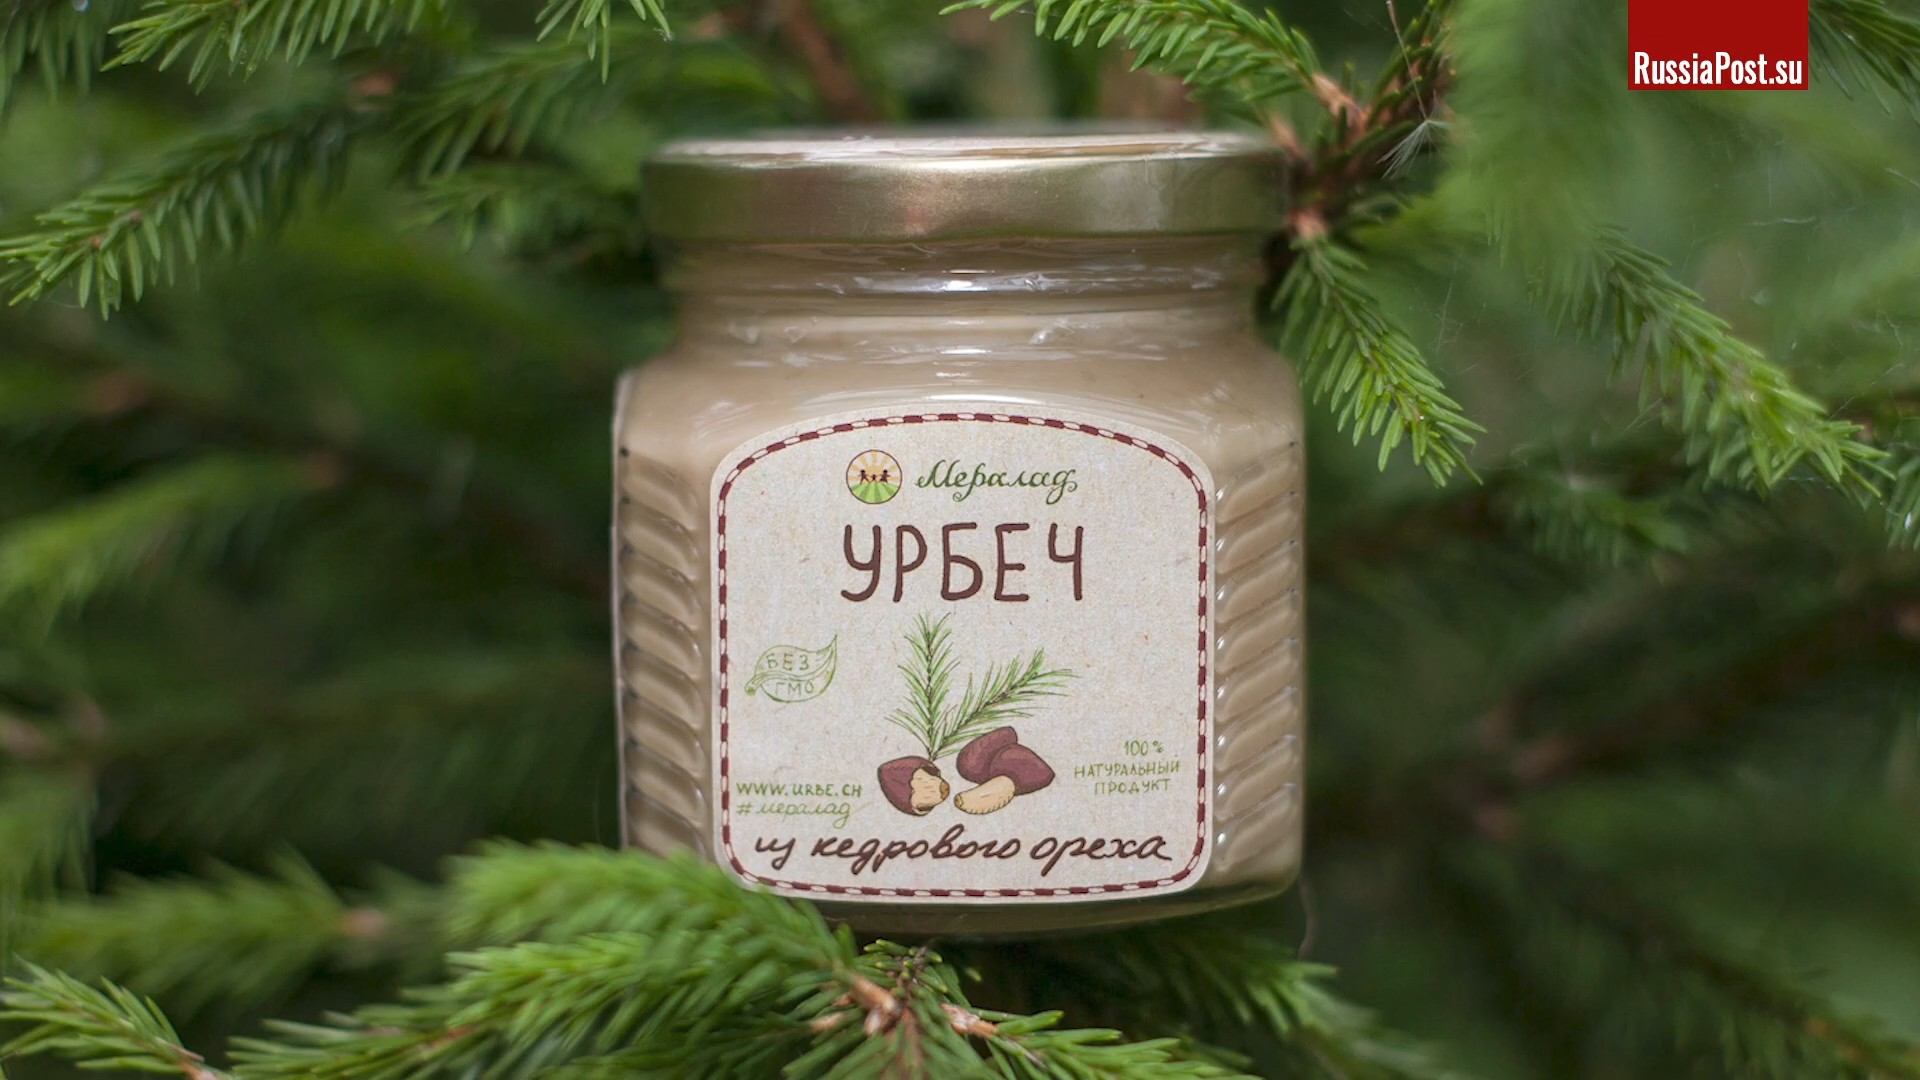 RussiaPost.su
Мералад
УРБЕЧ
БЕЗ
ГМО
100%
НАТУРАЛЬНЫЙ
ПРОДУКТ
WWW.URBE.CH
#мералад
из кедрового ореха